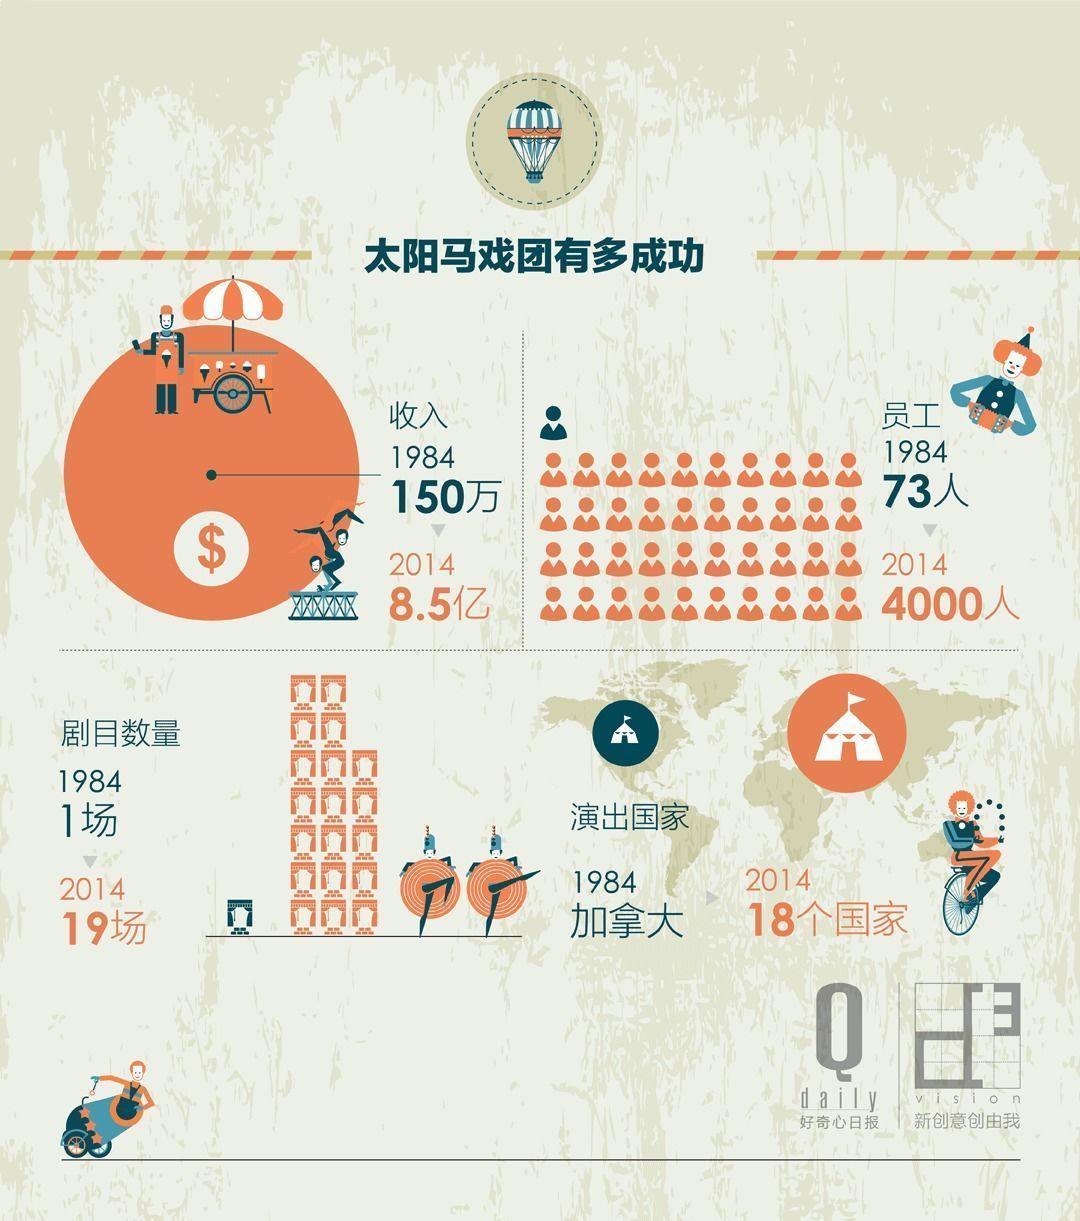 太阳马戏团有多成功
收入
1984
150万
$
2014
8.5亿
员工
1984
73人
2014
4000人
剧目数量
1984
1场
2014
19场
演出国家
1984
加拿大
2014
18个国家
Q
daily
好奇心日报
d3
vision
新创意创由我